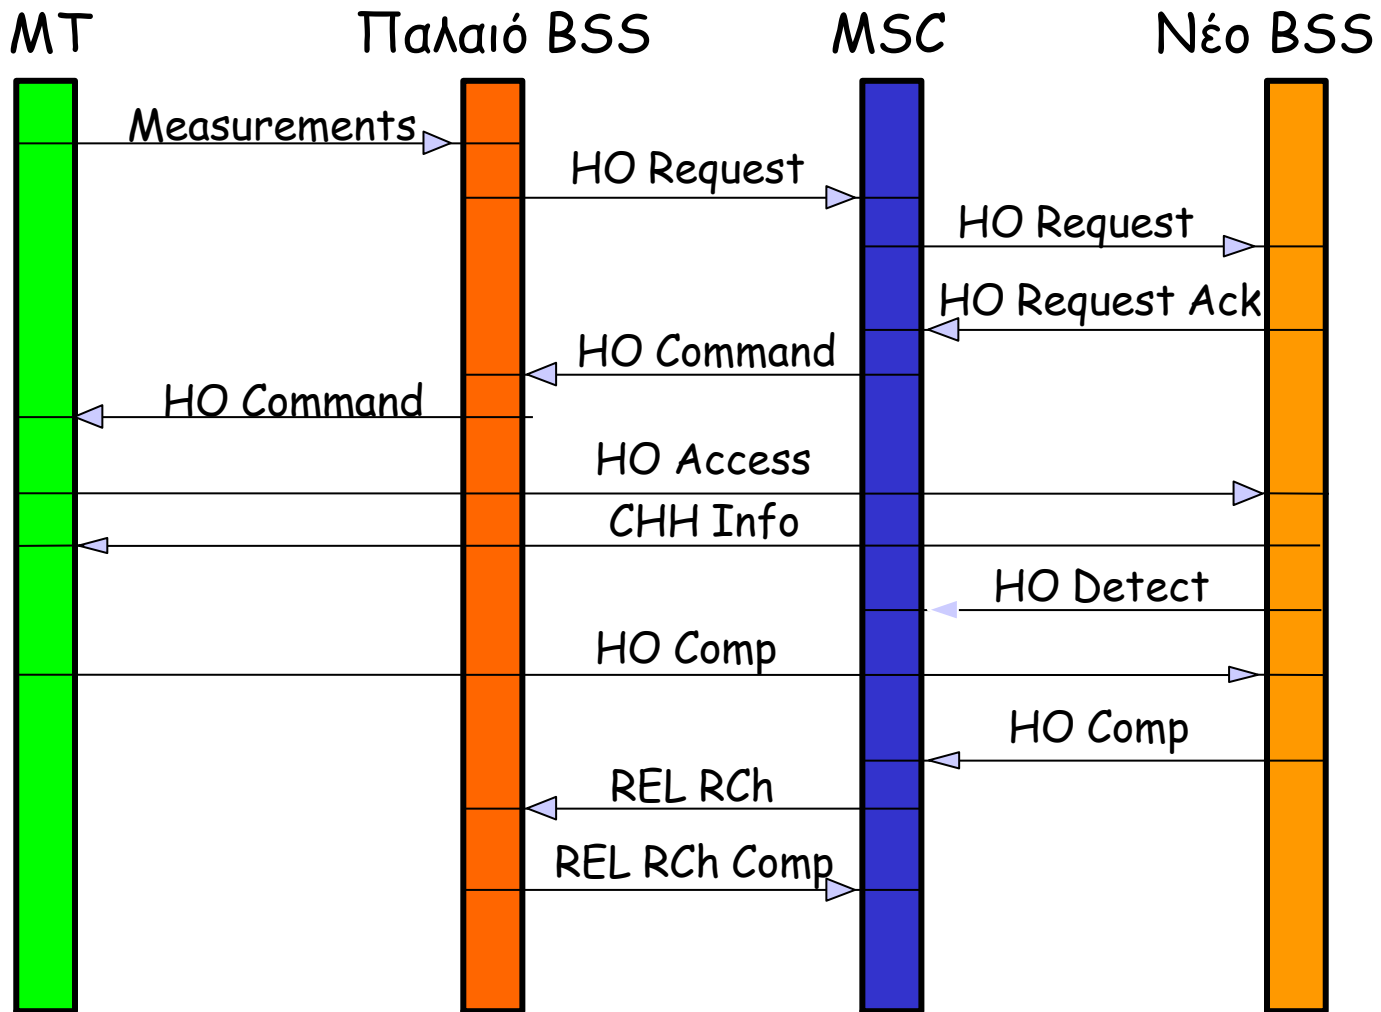 MT Παλαιό BSS MSC Νέο BSS
Measurements
HO Request
HO Request
HO Request Ack
HO Command
HO Command
HO Access
CHH Info
HO Detect
HO Comp
HO Comp
REL RCh
REL RCh Comp